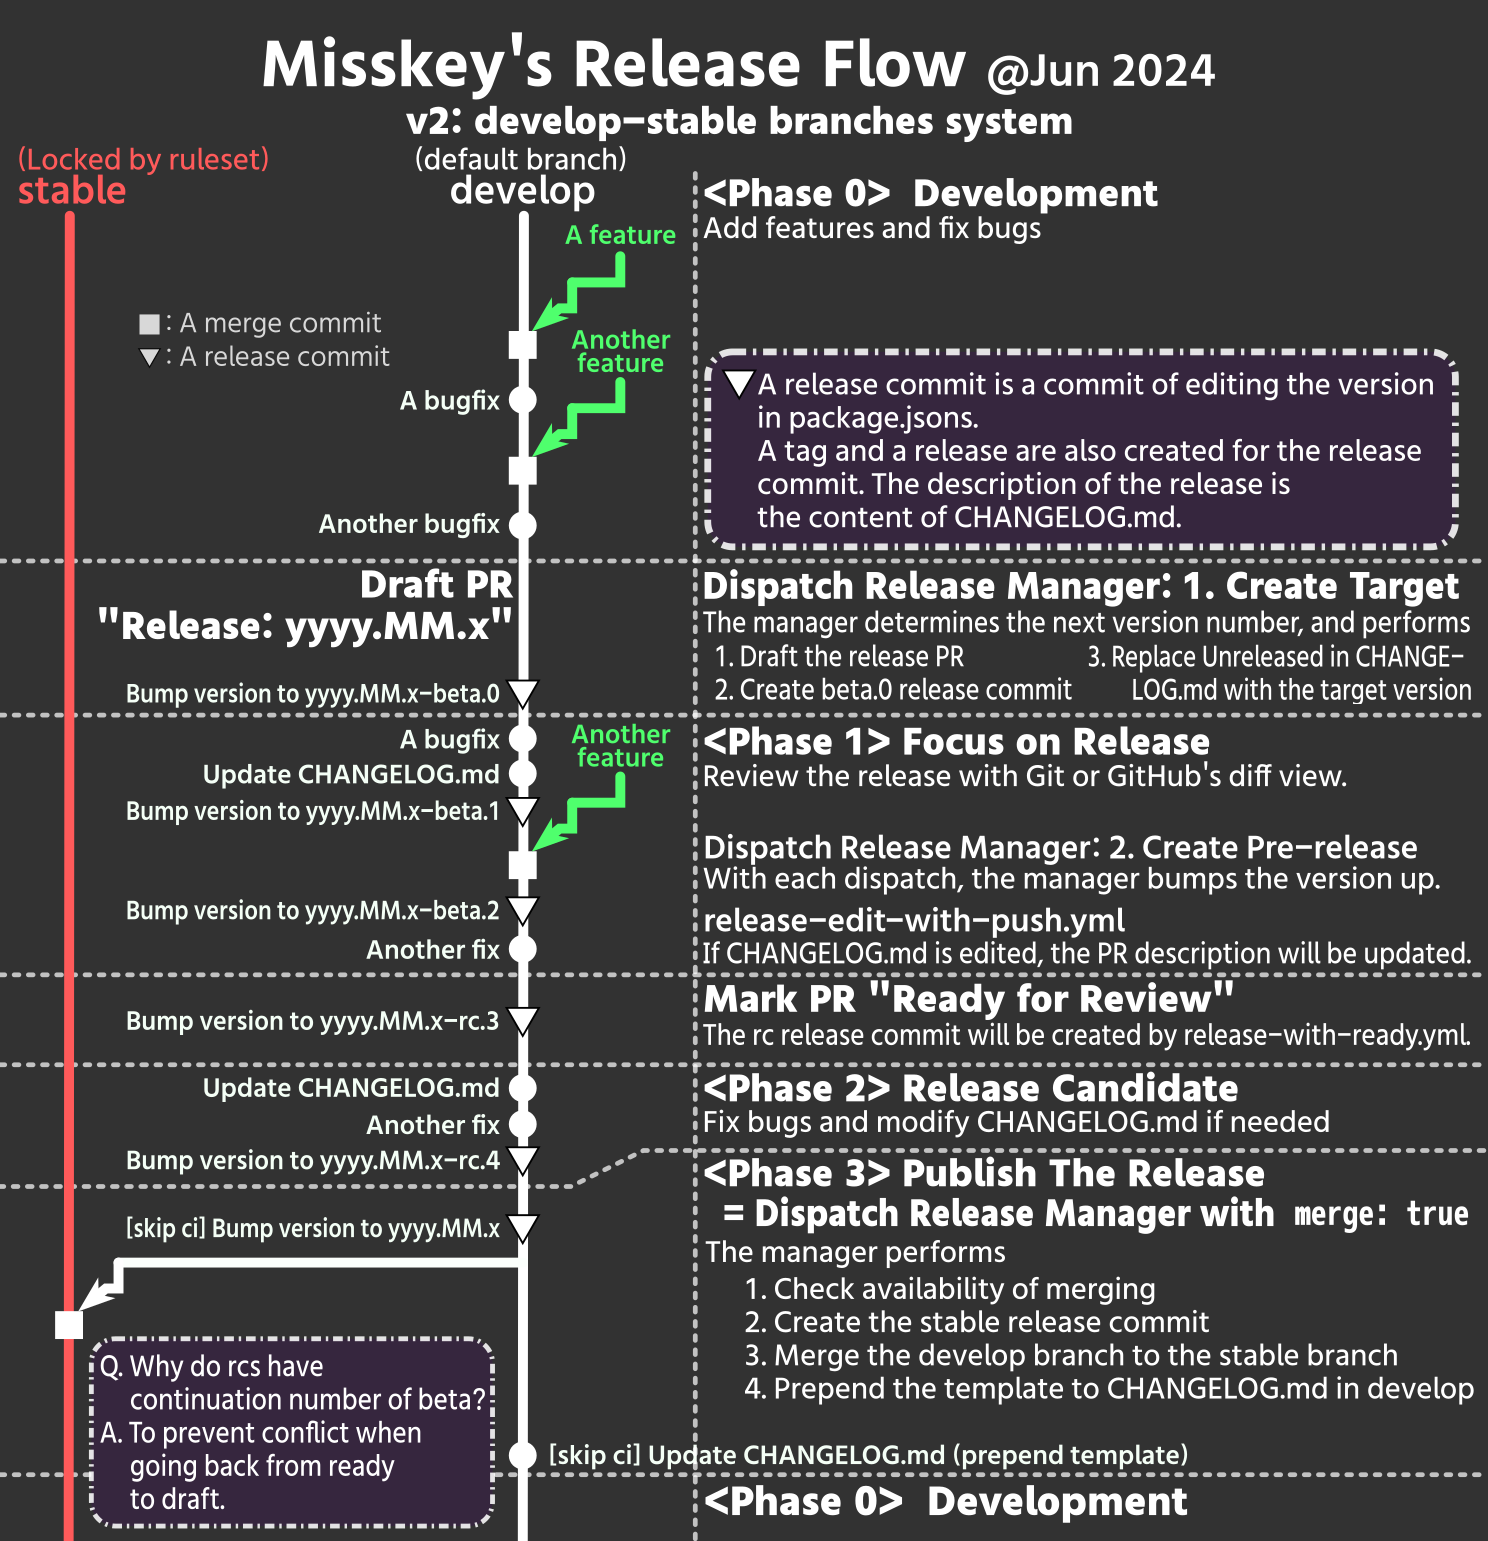 Misskey's Release Flow @Jun 2024
v2: develop-stable branches system
(Locked by ruleset)
stable
(default branch)
develop
<Phase 0> Development
Add features and fix bugs
A feature
■: A merge commit
▽: A release commit
Another
feature
A bugfix
Another bugfix
▼A release commit is a commit of editing the version
in package.jsons.
A tag and a release are also created for the release
commit. The description of the release is
the content of CHANGELOG.md.
Draft PR
"Release: yyyy.MM.x"
Bump version to yyyy.MM.x-beta.0
Dispatch Release Manager: 1. Create Target
The manager determines the next version number, and performs
1. Draft the release PR
2. Create beta.0 release commit
3. Replace Unreleased in CHANGE-
LOG.md with the target version
A bugfix
Update CHANGELOG.md
Bump version to yyyy.MM.x-beta.1
Another
feature
Bump version to yyyy.MM.x-beta.2
Another fix
<Phase 1> Focus on Release
Review the release with Git or GitHub's diff view.
Dispatch Release Manager: 2. Create Pre-release
With each dispatch, the manager bumps the version up.
release-edit-with-push.yml
If CHANGELOG.md is edited, the PR description will be updated.
Bump version to yyyy.MM.x-rc.3
Mark PR "Ready for Review"
The rc release commit will be created by release-with-ready.yml.
Update CHANGELOG.md
Another fix
Bump version to yyyy.MM.x-rc.4
<Phase 2> Release Candidate
Fix bugs and modify CHANGELOG.md if needed
[skip ci] Bump version to yyyy.MM.x
<Phase 3> Publish The Release
= Dispatch Release Manager with merge: true
The manager performs
1. Check availability of merging
2. Create the stable release commit
3. Merge the develop branch to the stable branch
4. Prepend the template to CHANGELOG.md in develop
Q. Why do rcs have
continuation number of beta?
A. To prevent conflict when
going back from ready
to draft.
[skip ci] Update CHANGELOG.md (prepend template)
<Phase 0> Development